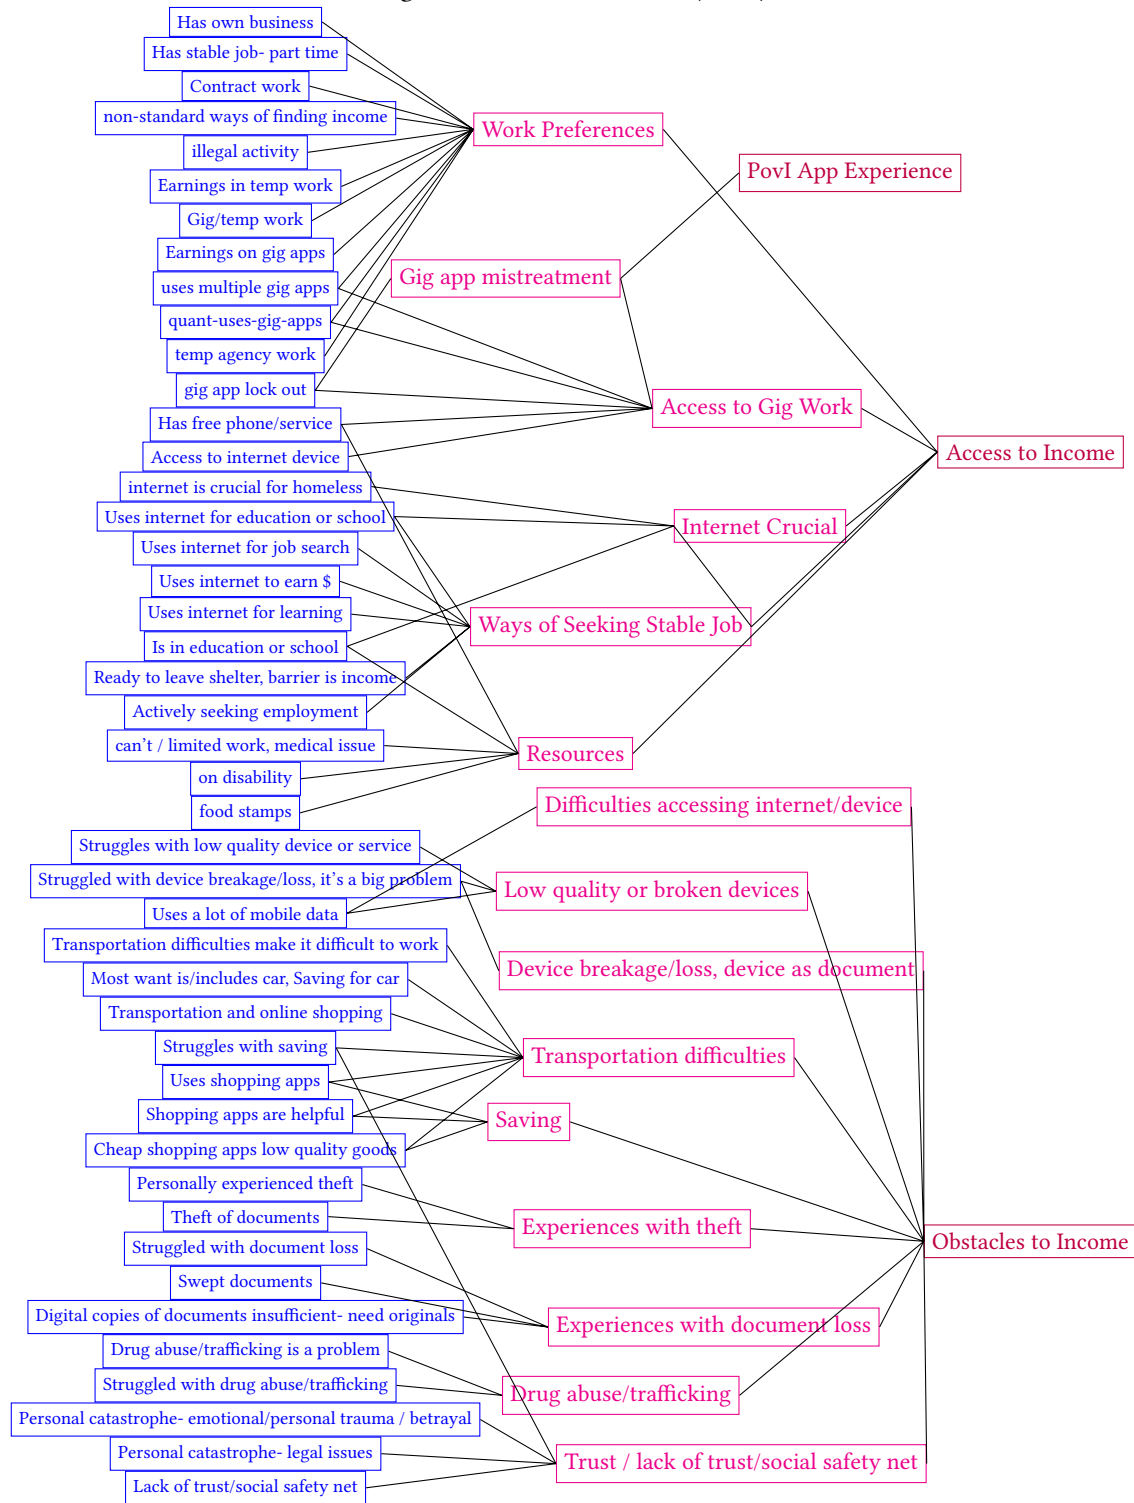 Has own business
Has stable job- part time
Contract work
non-standard ways of finding income
illegal activity
Earnings in temp work
Gig/temp work
Earnings on gig apps
uses multiple gig apps
quant-uses-gig-apps
temp agency work
gig app lock out
Has free phone/service
Access to internet device
internet is crucial for homeless
Uses internet for education or school
Uses internet for job search
Uses internet to earn $
Uses internet for learning
Is in education or school
Ready to leave shelter, barrier is income
Actively seeking employment
can't / limited work, medical issue
on disability
food stamps
Struggles with low quality device or service
Struggled with device breakage/loss, it's a big problem
Uses a lot of mobile data
Transportation difficulties make it difficult to work
Most want is/includes car, Saving for car
Transportation and online shopping
Struggles with saving
Uses shopping apps
Shopping apps are helpful
Cheap shopping apps low quality goods
Personally experienced theft
Theft of documents
Struggled with document loss
Swept documents
Digital copies of documents insufficient- need originals
Drug abuse/trafficking is a problem
Struggled with drug abuse/trafficking
Personal catastrophe- emotional/personal trauma / betrayal
Personal catastrophe- legal issues
Lack of trust/social safety net
Work Preferences
Gig app mistreatment
Access to Gig Work
Internet Crucial
Ways of Seeking Stable Job
Resources
Difficulties accessing internet/device
Low quality or broken devices
Device breakage/loss, device as document
Transportation difficulties
Saving
Experiences with theft
Experiences with document loss
Drug abuse/trafficking
Trust / lack of trust/social safety net
PovI App Experience
Access to Income
Obstacles to Income